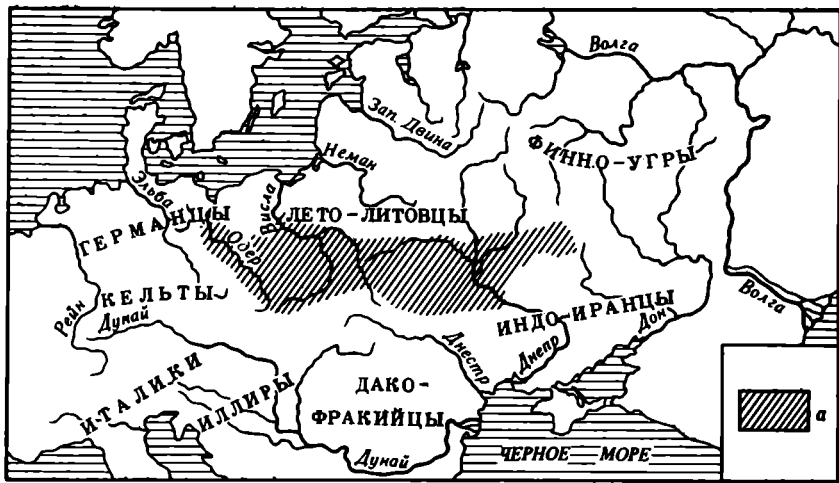 Волга
Зап. Двина
ФИННО-УГРЫ
Неман
Эльба
Висла
ЛЕТО-ЛИТОВЦЫ
ГЕРМАНЦЫ
Одер
КЕЛЬТЫ
Рейн
Дунай
Волга
ИНДО-ИРАНЦЫ
Дон
Днестр
Днепр
ИТАЛИКИ
ИЛЛИРЫ
ДАКО-
ФРАКИЙЦЫ
а
Дунай
ЧЕРНОЕ МОРЕ